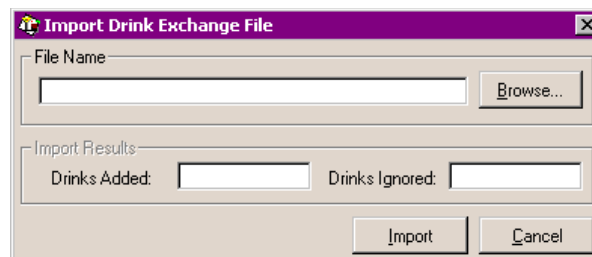 Import Drink Exchange File
File Name
Browse...
Import Results
Drinks Added: Drinks Ignored:
Import Cancel